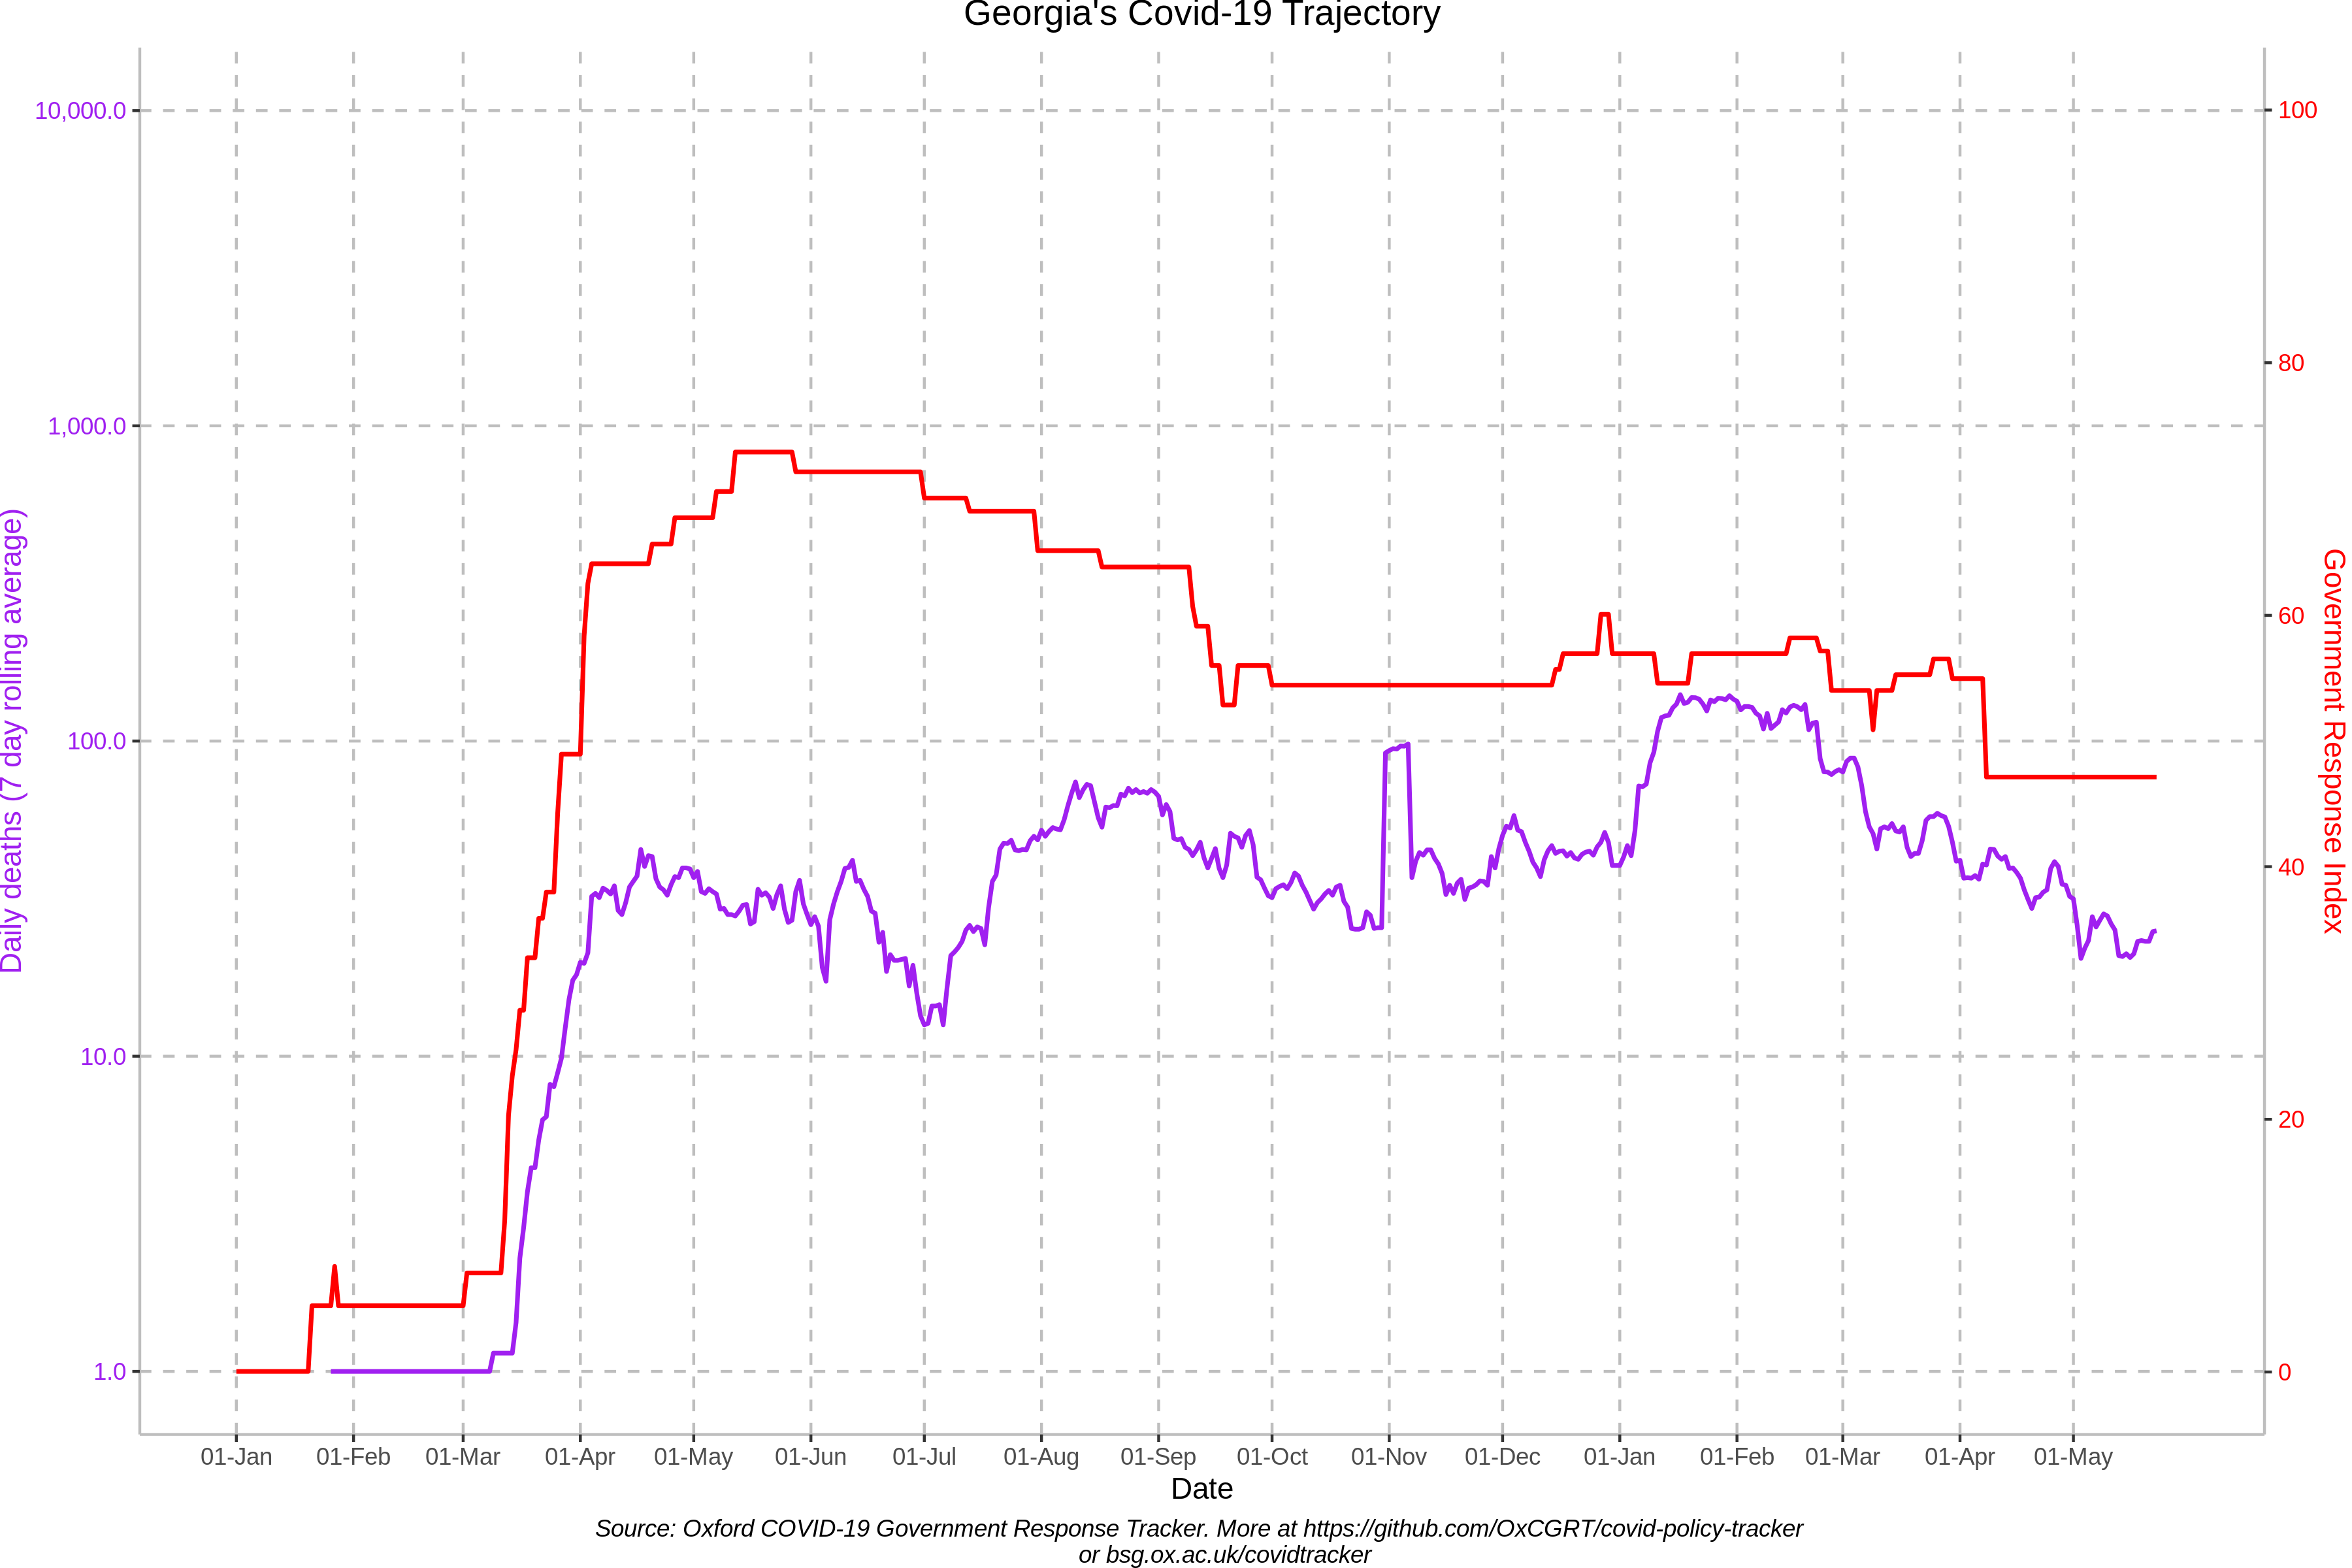 Georgia's Covid-19 Trajectory
10,000.0
1,000.0
100.0
10.0
1.0
Daily deaths (7 day rolling average)
100
80
60
40
20
0
Government Response Index
01-Jan 01-Feb 01-Mar 01-Apr 01-May 01-Jun 01-Jul 01-Aug 01-Sep 01-Oct 01-Nov 01-Dec 01-Jan 01-Feb 01-Mar 01-Apr 01-May
Date
Source: Oxford COVID-19 Government Response Tracker. More at https://github.com/OxCGRT/covid-policy-tracker
or bsg.ox.ac.uk/covidtracker